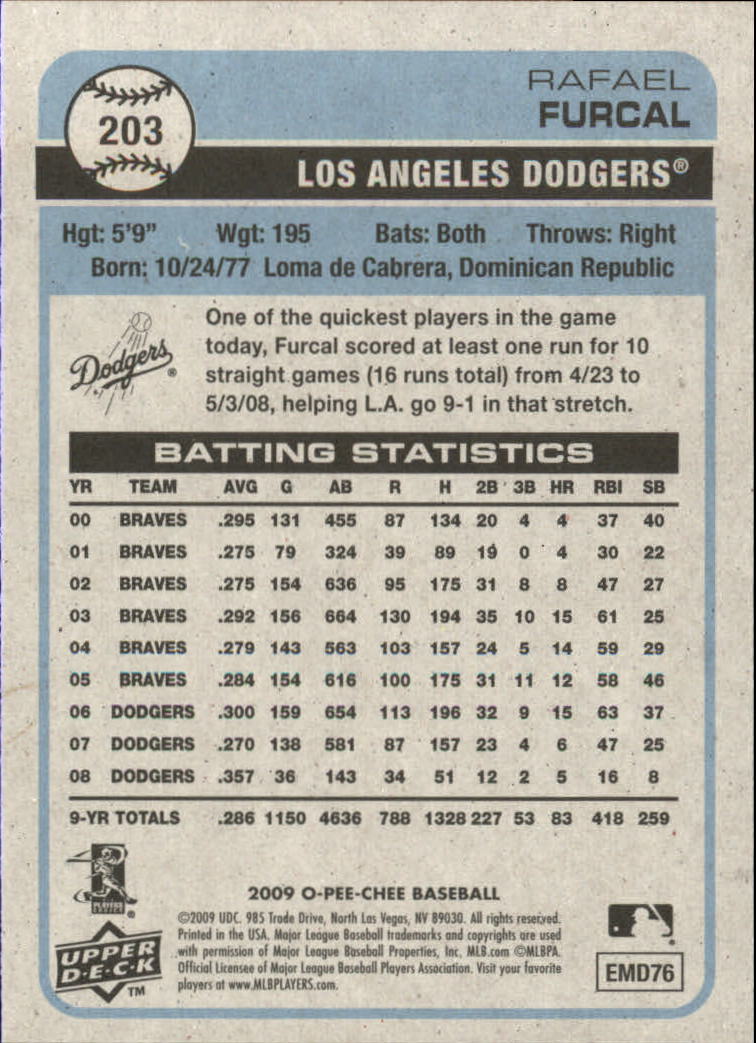 RAFAEL
FURCAL
203
LOS ANGELES DODGERS®
Hgt: 5'9" Wgt: 195 Bats: Both Throws: Right
Born: 10/24/77 Loma de Cabrera, Dominican Republic
Dodgers®
One of the quickest players in the game
today, Furcal scored at least one run for 10
straight games (16 runs total) from 4/23 to
5/3/08, helping L.A. go 9-1 in that stretch.
BATTING STATISTICS
YR TEAM AVG G AB R H 2B 3B HR RBI SB
00 BRAVES .295 131 455 87 134 20 4 4 37 40
01 BRAVES .275 79 324 39 89 19 0 4 30 22
02 BRAVES .275 154 636 95 175 31 8 8 47 27
03 BRAVES .292 156 664 130 194 35 10 15 61 25
04 BRAVES .279 143 563 103 157 24 5 14 59 29
05 BRAVES .284 154 616 100 175 31 11 12 58 46
06 DODGERS .300 159 654 113 196 32 9 15 63 37
07 DODGERS .270 138 581 87 157 23 4 6 47 25
08 DODGERS .357 36 143 34 51 12 2 5 16 8
9-YR TOTALS .286 1150 4636 788 1328 227 53 83 418 259
PLAYERS
CHOICE ®
2009 O-PEE-CHEE BASEBALL
©2009 UDC. 985 Trade Drive, North Las Vegas, NV 89030. All rights reserved.
Printed in the USA. Major League Baseball trademarks and copyrights are used
with permission of Major League Baseball Properties, Inc. MLB.com ©MLBPA.
Official Licensee of Major League Baseball Players Association. Visit your favorite
players at www.MLBPLAYERS.com.
UPPER
D•E•C•K
TM
®
EMD76